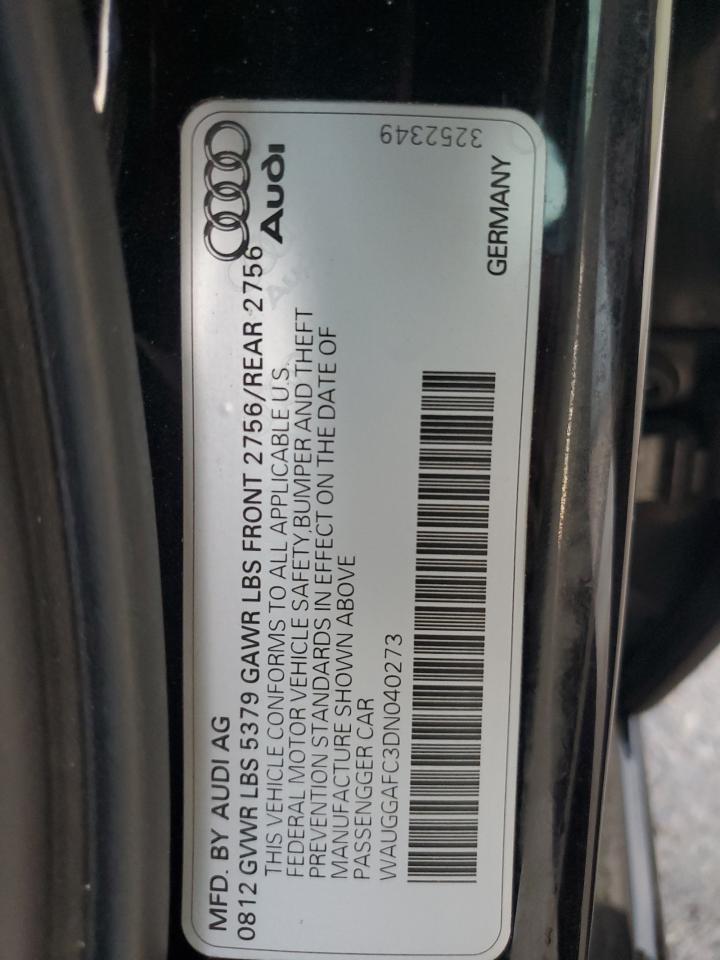 MFD. BY AUDI AG
0812 GVWR LBS 5379 GAWR LBS FRONT 2756/REAR 2756
THIS VEHICLE CONFORMS TO ALL APPLICABLE U.S.
FEDERAL MOTOR VEHICLE SAFETY,BUMPER AND THEFT
PREVENTION STANDARDS IN EFFECT ON THE DATE OF
MANUFACTURE SHOWN ABOVE
PASSENGGER CAR
WAUGGAFC3DN040273
Audi
GERMANY
3252349